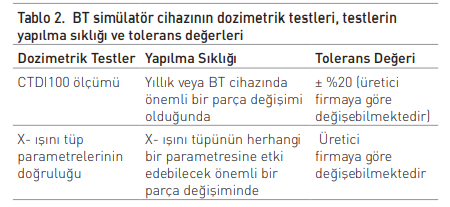 Tablo 2. BT simülatör cihazının dozimetrik testleri, testlerin
yapılma sıklığı ve tolerans değerleri
Dozimetrik Testler Yapılma Sıklığı Tolerans Değeri
CTDI100 ölçümü Yıllık veya BT cihazında ± %20 (üretici
önemli bir parça değişimi firmaya göre
olduğunda değişebilmektedir)
X- ışını tüp X- ışını tüpünün herhangi Üretici
parametrelerinin bir parametresine etki firmaya göre
doğruluğu edebilecek önemli bir değişebilmektedir
parça değişiminde